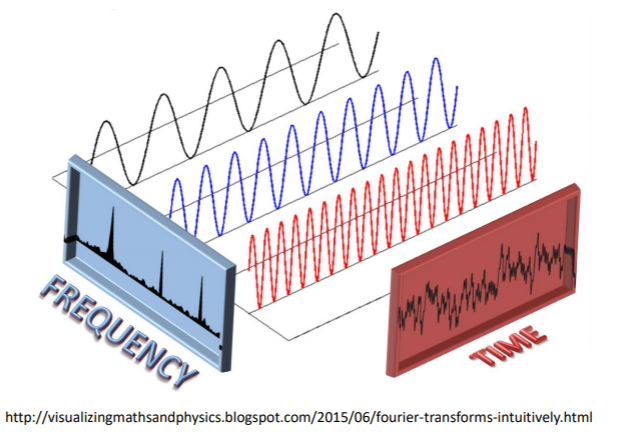 FREQUENCY
TIME
http://visualizingmathsandphysics.blogspot.com/2015/06/fourier-transforms-intuitively.html